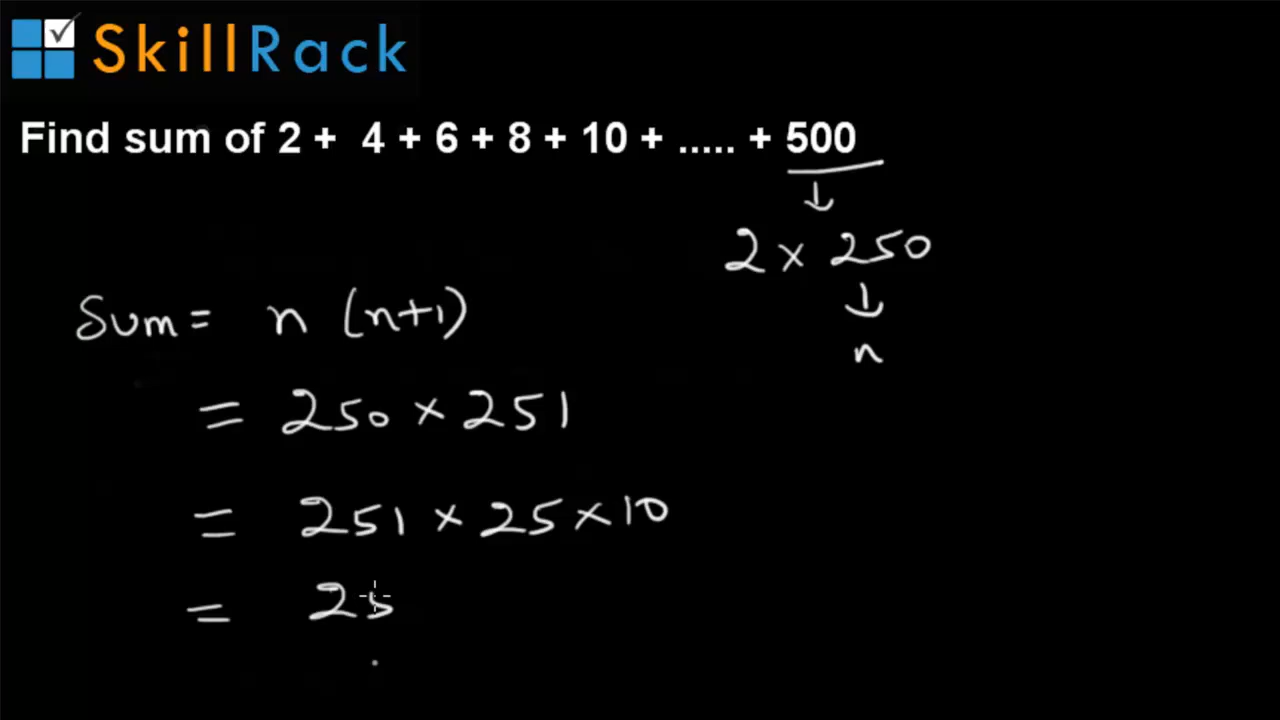 SkillRack
Find sum of 2 + 4 + 6 + 8 + 10 + ..... + 500
↓
2 × 250
↓
n
Sum = n (n+1)
= 250 × 251
= 251 × 25 × 10
= 25